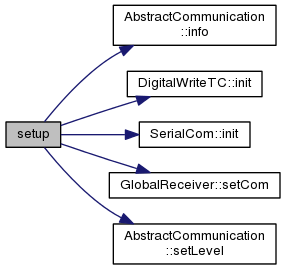 AbstractCommunication
::info
DigitalWriteTC::init
setup
SerialCom::init
GlobalReceiver::setCom
AbstractCommunication
::setLevel